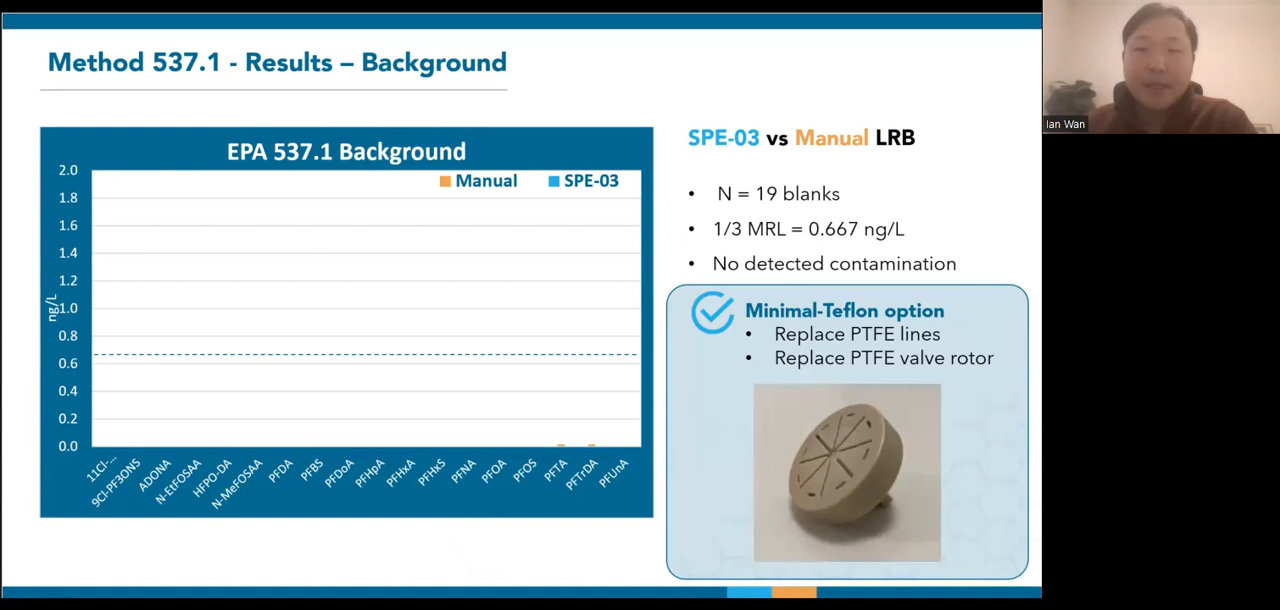 Method 537.1 - Results – Background
EPA 537.1 Background
Manual
SPE-03
ng/L
2.0
1.8
1.6
1.4
1.2
1.0
0.8
0.6
0.4
0.2
0.0
11Cl-...
9Cl-PF3ONS
ADONA
N-EtFOSAA
HFPO-DA
N-MeFOSAA
PFDA
PFBS
PFDoA
PFHpA
PFHxA
PFHxS
PFNA
PFOA
PFOS
PFTA
PFTrDA
PFUnA
SPE-03 vs Manual LRB
• N = 19 blanks
• 1/3 MRL = 0.667 ng/L
• No detected contamination
Minimal-Teflon option
• Replace PTFE lines
• Replace PTFE valve rotor
Ian Wan